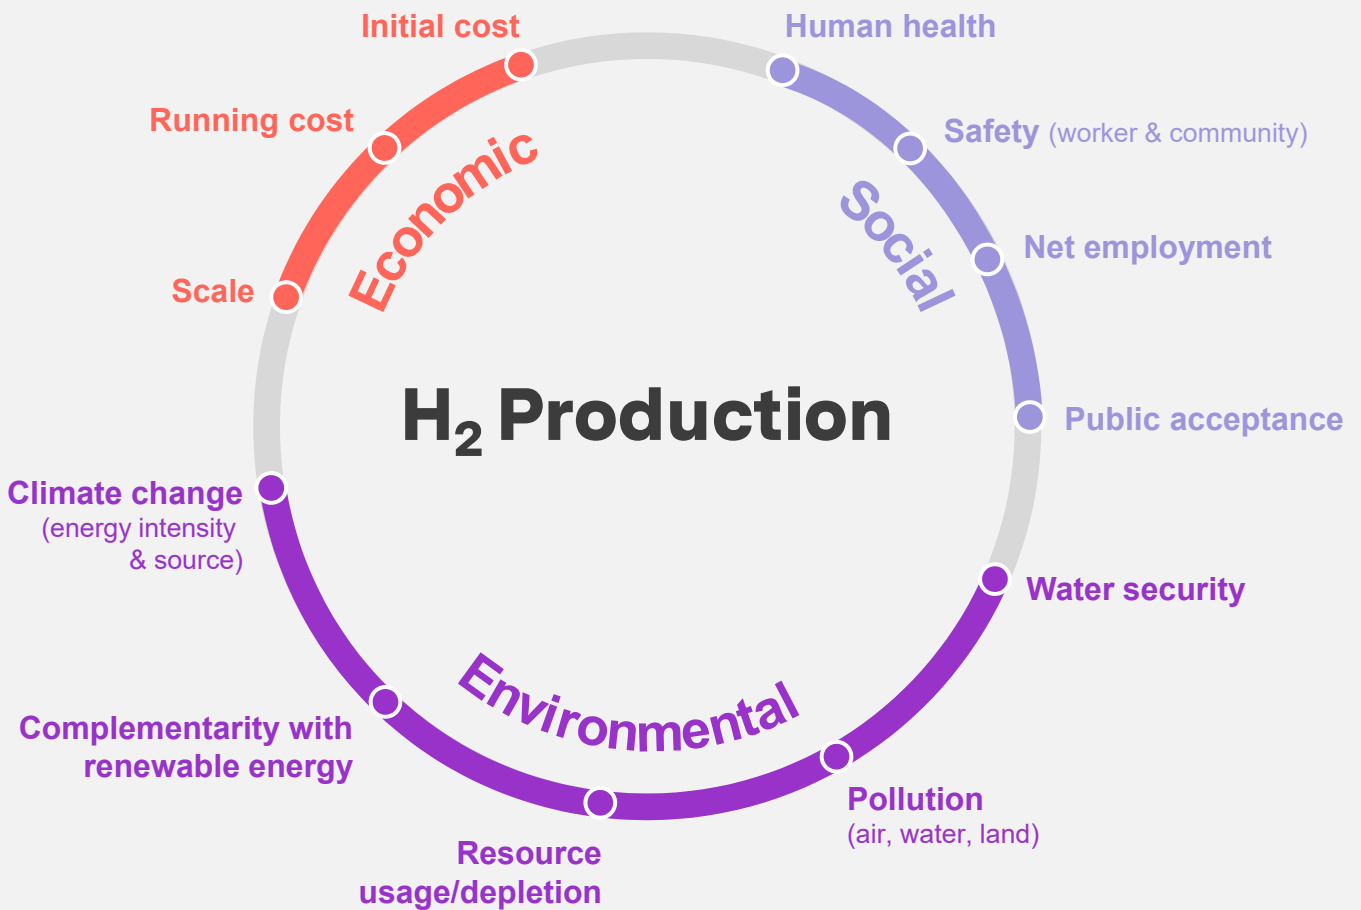 Initial cost
Human health
Running cost
Safety (worker & community)
Economic
Social
Net employment
Scale
H₂ Production
Public acceptance
Climate change
(energy intensity
& source)
Water security
Environmental
Complementarity with
renewable energy
Pollution
(air, water, land)
Resource
usage/depletion